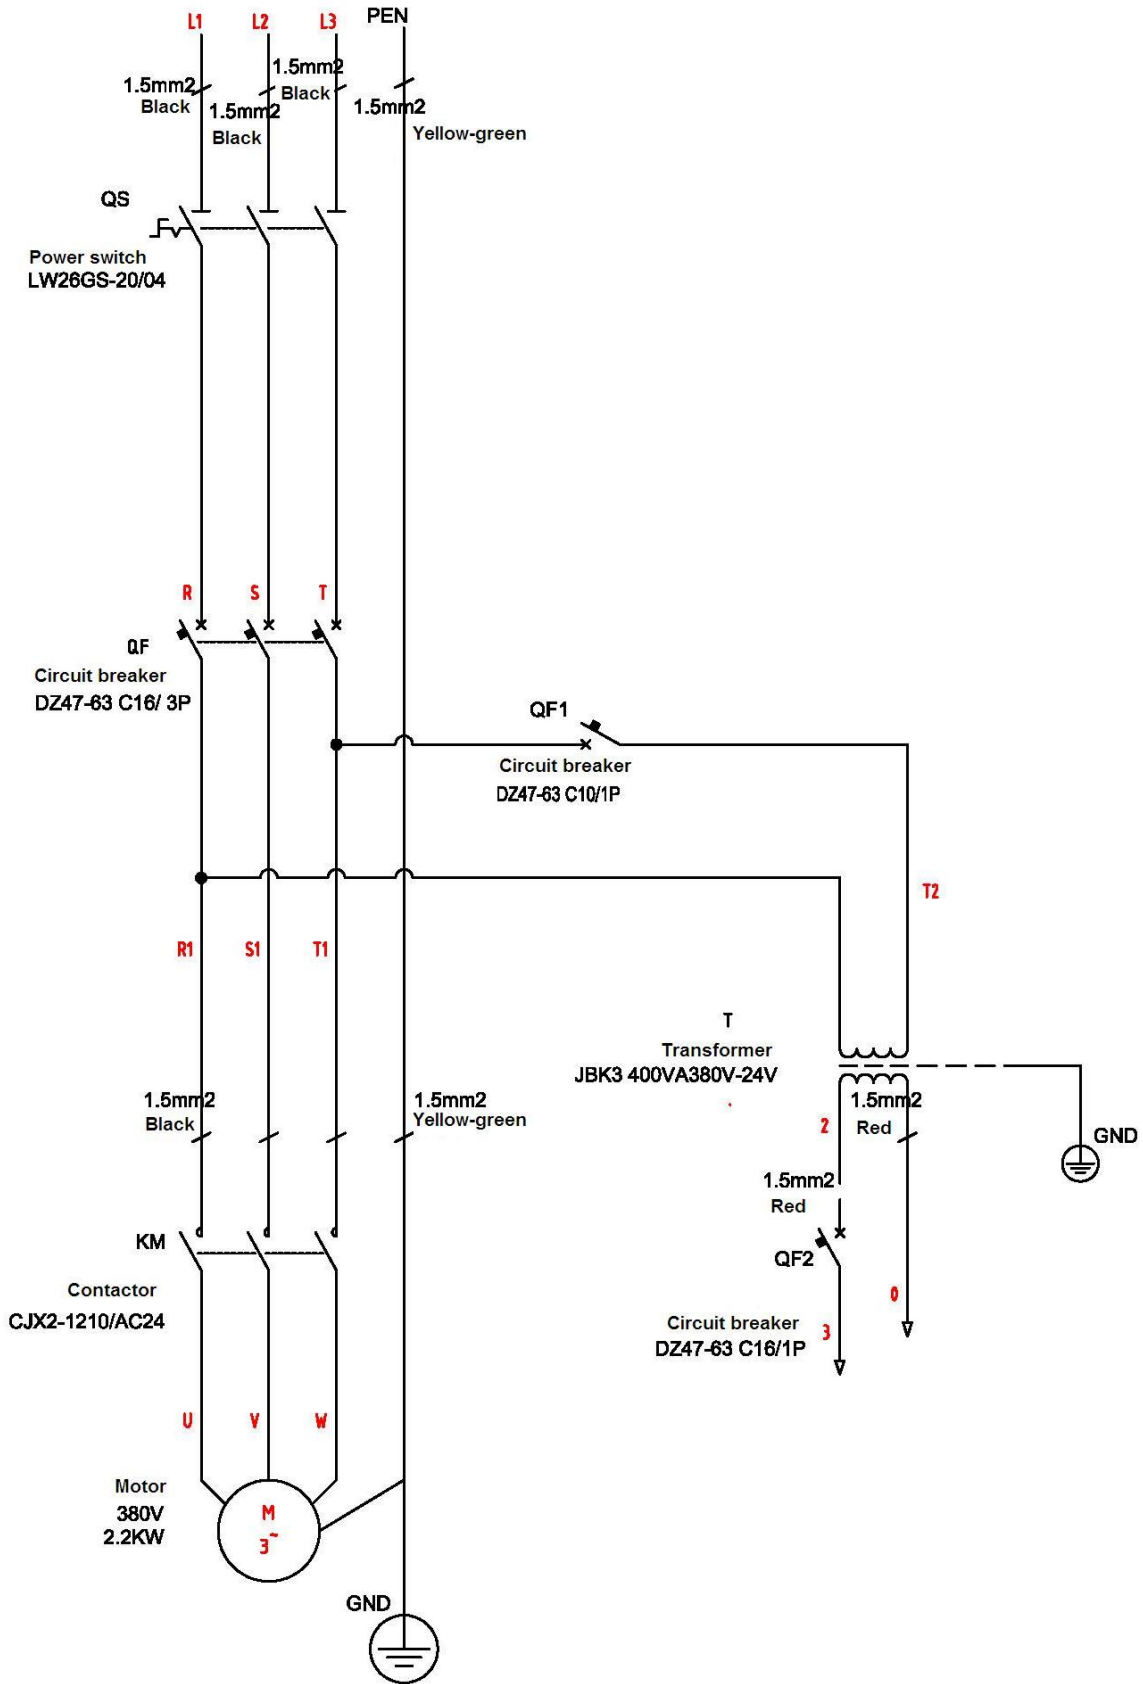 L1 L2 L3 PEN
1.5mm2
Black
1.5mm2
Black
1.5mm2
Black
1.5mm2
Yellow-green
QS
Power switch
LW26GS-20/04
R S T
QF
Circuit breaker
DZ47-63 C16/ 3P
QF1
Circuit breaker
DZ47-63 C10/1P
T2
R1 S1 T1
T
Transformer
JBK3 400VA380V-24V
1.5mm2
Black
1.5mm2
Yellow-green
2
1.5mm2
Red
GND
1.5mm2
Red
KM
QF2
Contactor
CJX2-1210/AC24
0
Circuit breaker
DZ47-63 C16/1P
3
U V W
Motor
380V
2.2KW
M
3~
GND